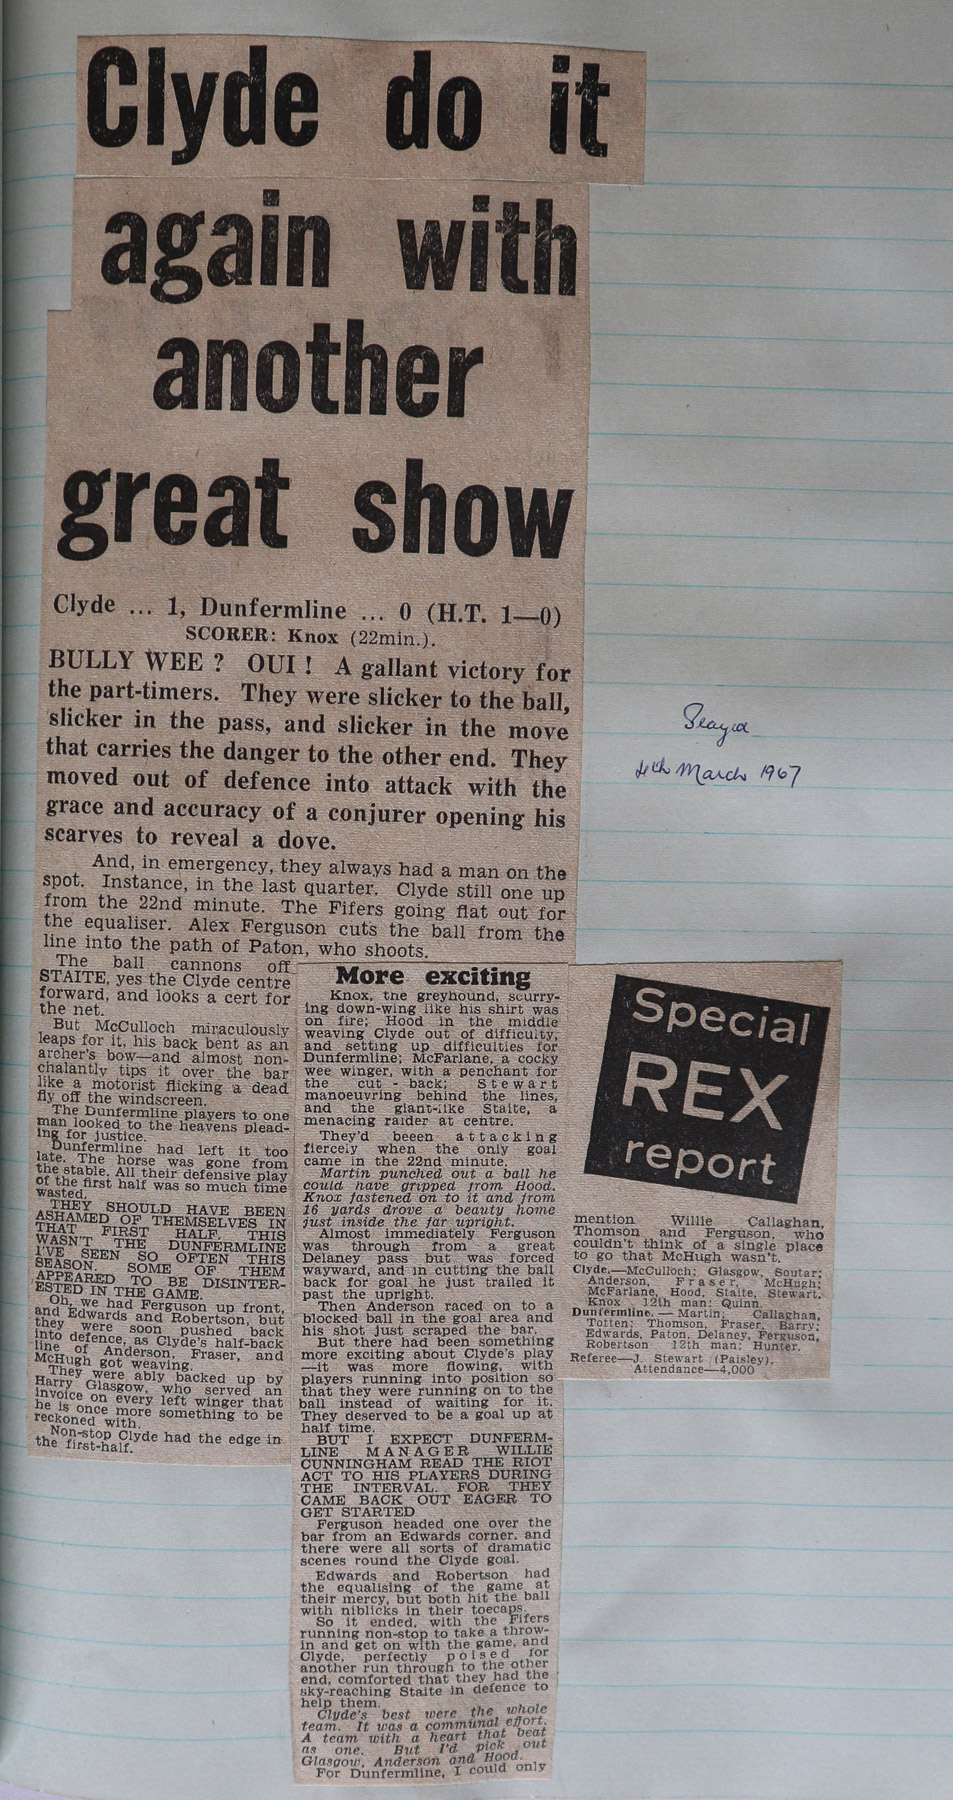 Clyde do it
again with
another
great show
Clyde ... 1, Dunfermline ... 0 (H.T. 1—0)
SCORER: Knox (22min.).
BULLY WEE ? OUI ! A gallant victory for
the part-timers. They were slicker to the ball,
slicker in the pass, and slicker in the move
that carries the danger to the other end. They
moved out of defence into attack with the
grace and accuracy of a conjurer opening his
scarves to reveal a dove.
And, in emergency, they always had a man on the
spot. Instance, in the last quarter. Clyde still one up
from the 22nd minute. The Fifers going flat out for
the equaliser. Alex Ferguson cuts the ball from the
line into the path of Paton, who shoots.
The ball cannons off
STAITE, yes the Clyde centre
forward, and looks a cert for
the net.
But McCulloch miraculously
leaps for it, his back bent as an
archer's bow—and almost non-
chalantly tips it over the bar
like a motorist flicking a dead
fly off the windscreen.
The Dunfermline players to one
man looked to the heavens plead-
ing for justice.
Dunfermline had left it too
late. The horse was gone from
the stable. All their defensive play
of the first half was so much time
wasted.
THEY SHOULD HAVE BEEN
ASHAMED OF THEMSELVES IN
THAT FIRST HALF. THIS
WASN'T THE DUNFERMLINE
I'VE SEEN SO OFTEN THIS
SEASON. SOME OF THEM
APPEARED TO BE DISINTER-
ESTED IN THE GAME.
Oh, we had Ferguson up front,
and Edwards and Robertson, but
they were soon pushed back
into defence, as Clyde's half-back
line of Anderson, Fraser, and
McHugh got weaving.
They were ably backed up by
Harry Glasgow, who served an
invoice on every left winger that
he is once more something to be
reckoned with.
Non-stop Clyde had the edge in
the first-half.
More exciting
Knox, the greyhound, scurry-
ing down-wing like his shirt was
on fire; Hood in the middle
weaving Clyde out of difficulty,
and setting up difficulties for
Dunfermline; McFarlane, a cocky
wee winger, with a penchant for
the cut - back; Stewart
manoeuvring behind the lines,
and the giant-like Staite, a
menacing raider at centre.
They'd beeen attacking
fiercely when the only goal
came in the 22nd minute.
Martin punched out a ball he
could have gripped from Hood.
Knox fastened on to it and from
16 yards drove a beauty home
just inside the far upright.
Almost immediately Ferguson
was through from a great
Delaney pass but was forced
wayward, and in cutting the ball
back for goal he just trailed it
past the upright.
Then Anderson raced on to a
blocked ball in the goal area and
his shot just scraped the bar.
But there had been something
more exciting about Clyde's play
—it was more flowing, with
players running into position so
that they were running on to the
ball instead of waiting for it.
They deserved to be a goal up at
half time.
BUT I EXPECT DUNFERM-
LINE MANAGER WILLIE
CUNNINGHAM READ THE RIOT
ACT TO HIS PLAYERS DURING
THE INTERVAL. FOR THEY
CAME BACK OUT EAGER TO
GET STARTED
Ferguson headed one over the
bar from an Edwards corner, and
there were all sorts of dramatic
scenes round the Clyde goal.
Edwards and Robertson had
the equalising of the game at
their mercy, but both hit the ball
with niblicks in their toecaps.
So it ended, with the Fifers
running non-stop to take a throw-
in and get on with the game, and
Clyde, perfectly poised for
another run through to the other
end, comforted that they had the
sky-reaching Staite in defence to
help them.
Clyde's best were the whole
team. It was a communal effort.
A team with a heart that beat
as one. But I'd pick out
Glasgow, Anderson and Hood.
For Dunfermline, I could only
Special
REX
report
mention Willie Callaghan,
Thomson and Ferguson, who
couldn't think of a single place
to go that McHugh wasn't.
Clyde.—McCulloch; Glasgow, Soutar;
Anderson, Fraser, McHugh;
McFarlane, Hood, Staite, Stewart,
Knox 12th man: Quinn.
Dunfermline. — Martin; Callaghan,
Totten; Thomson, Fraser, Barry;
Edwards, Paton, Delaney, Ferguson,
Robertson 12th man; Hunter.
Referee—J. Stewart (Paisley).
Attendance—4,000
4th March 1967